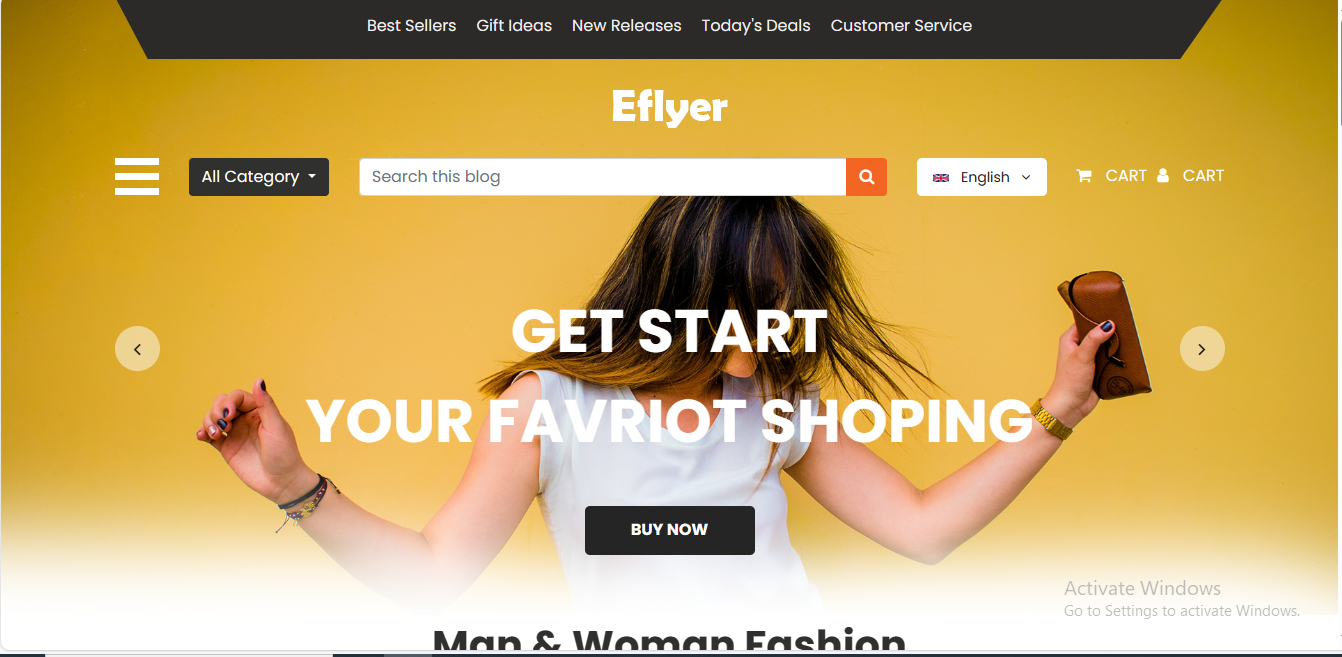 Best Sellers Gift Ideas New Releases Today's Deals Customer Service
Eflyer
All Category Search this blog English CART CART
GET START
YOUR FAVRIOT SHOPING
BUY NOW
Activate Windows
Go to Settings to activate Windows.
Man & Woman Fashion